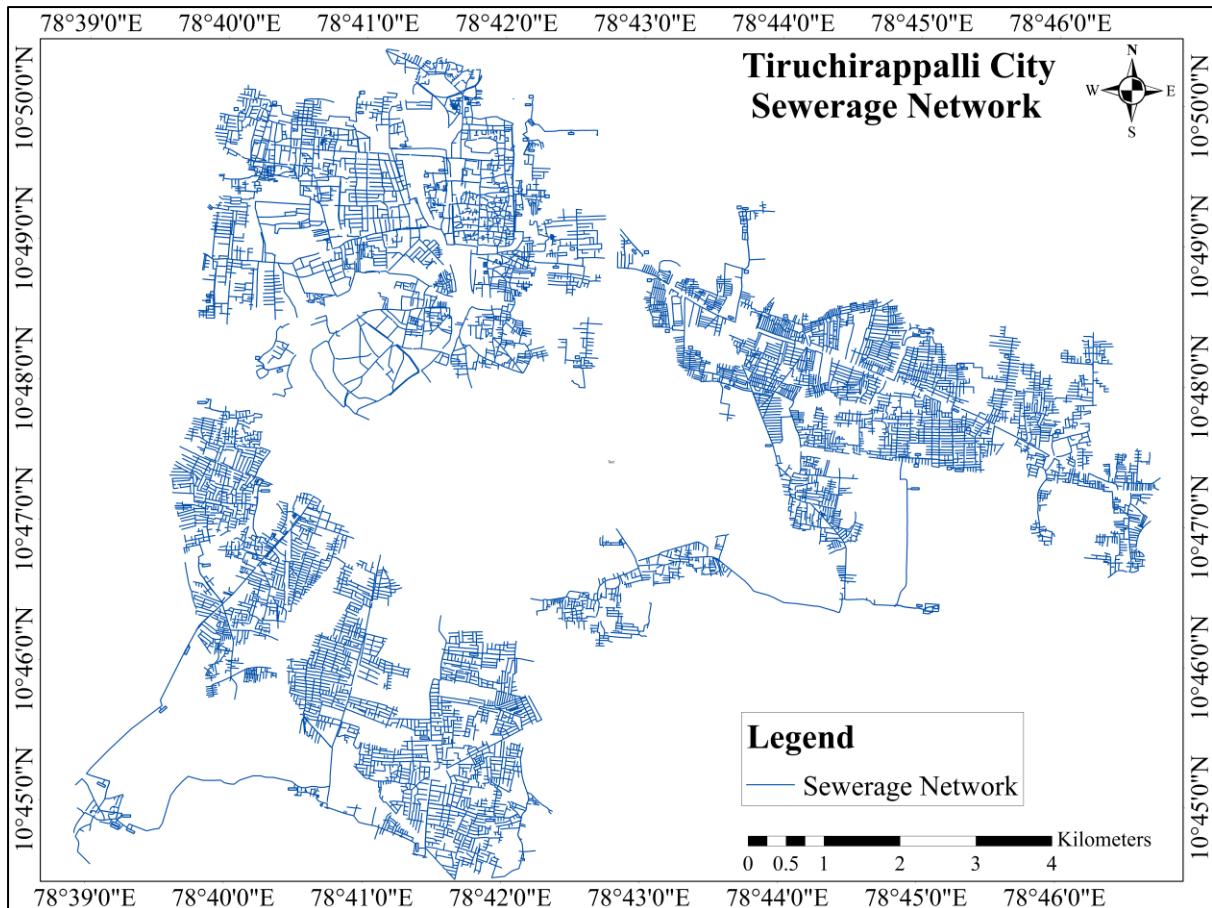 78°39'0"E 78°40'0"E 78°41'0"E 78°42'0"E 78°43'0"E 78°44'0"E 78°45'0"E 78°46'0"E
Tiruchirappalli City
Sewerage Network
N
W E
S
10°50'0"N 10°50'0"N
10°49'0"N 10°49'0"N
10°48'0"N 10°48'0"N
10°47'0"N 10°47'0"N
10°46'0"N 10°46'0"N
10°45'0"N 10°45'0"N
Legend
Sewerage Network
Kilometers
0 0.5 1 2 3 4
78°39'0"E 78°40'0"E 78°41'0"E 78°42'0"E 78°43'0"E 78°44'0"E 78°45'0"E 78°46'0"E